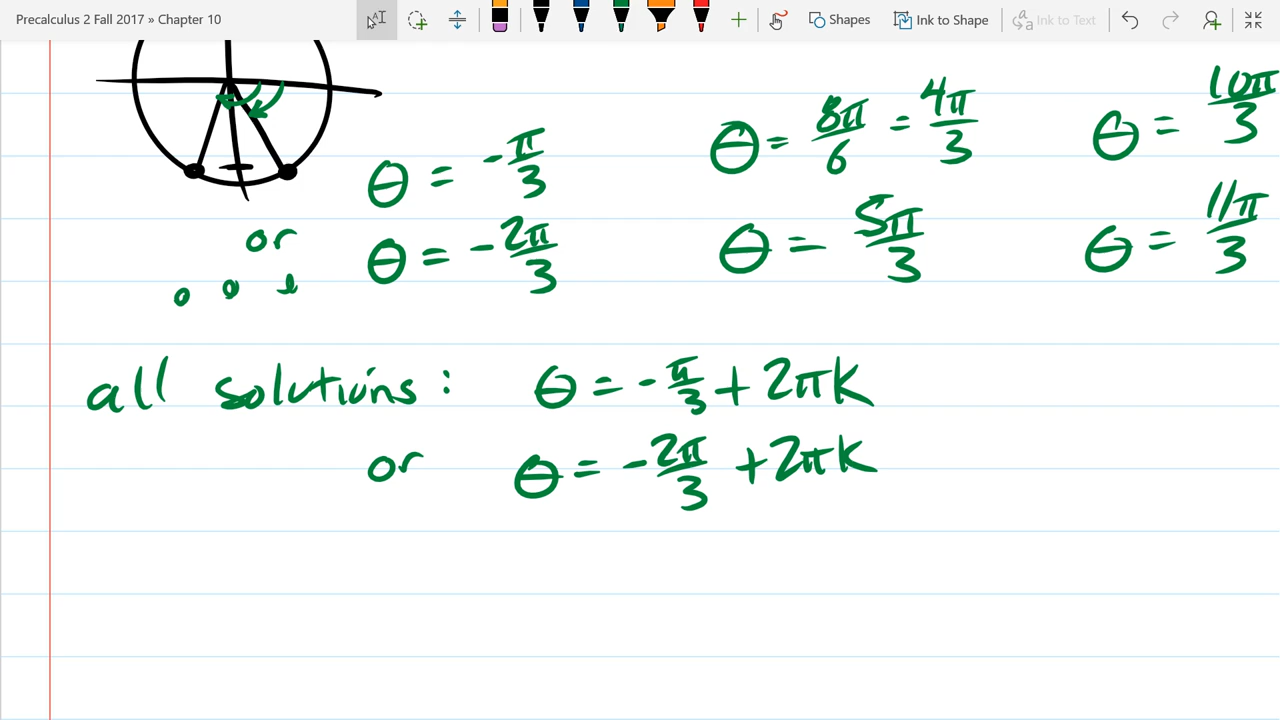 Precalculus 2 Fall 2017 » Chapter 10
Shapes Ink to Shape Ink to Text
θ = -π/3 θ = 8π/6 = 4π/3 θ = 10π/3
or θ = -2π/3 θ = 5π/3 θ = 11π/3
all solutions: θ = -π/3 + 2πk
or θ = -2π/3 + 2πk